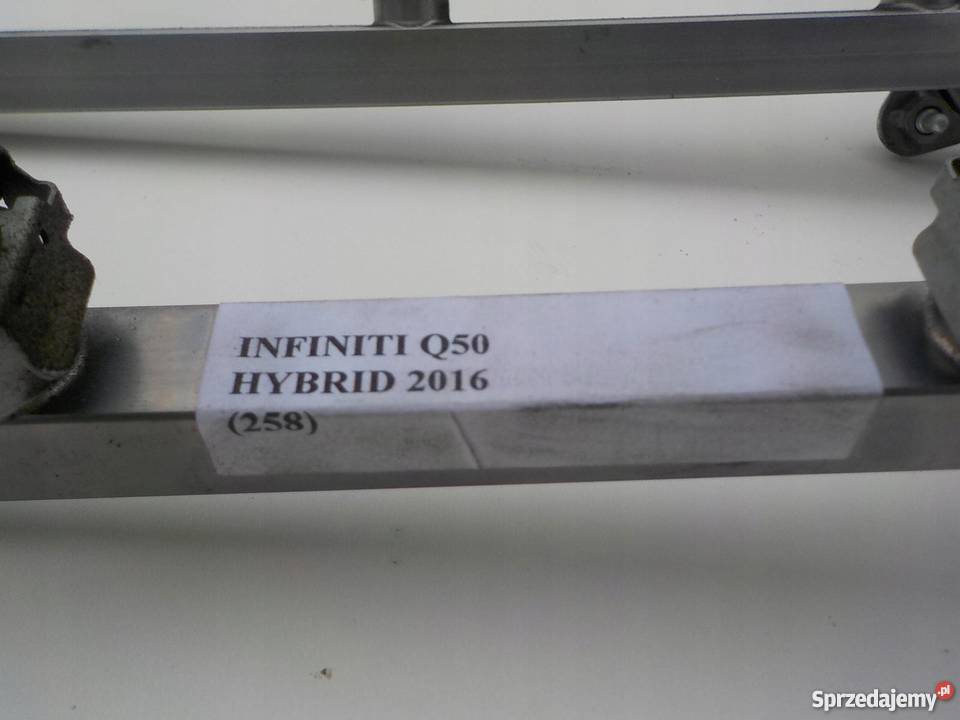 INFINITI Q50
HYBRID 2016
(258)
Sprzedajemy.pl